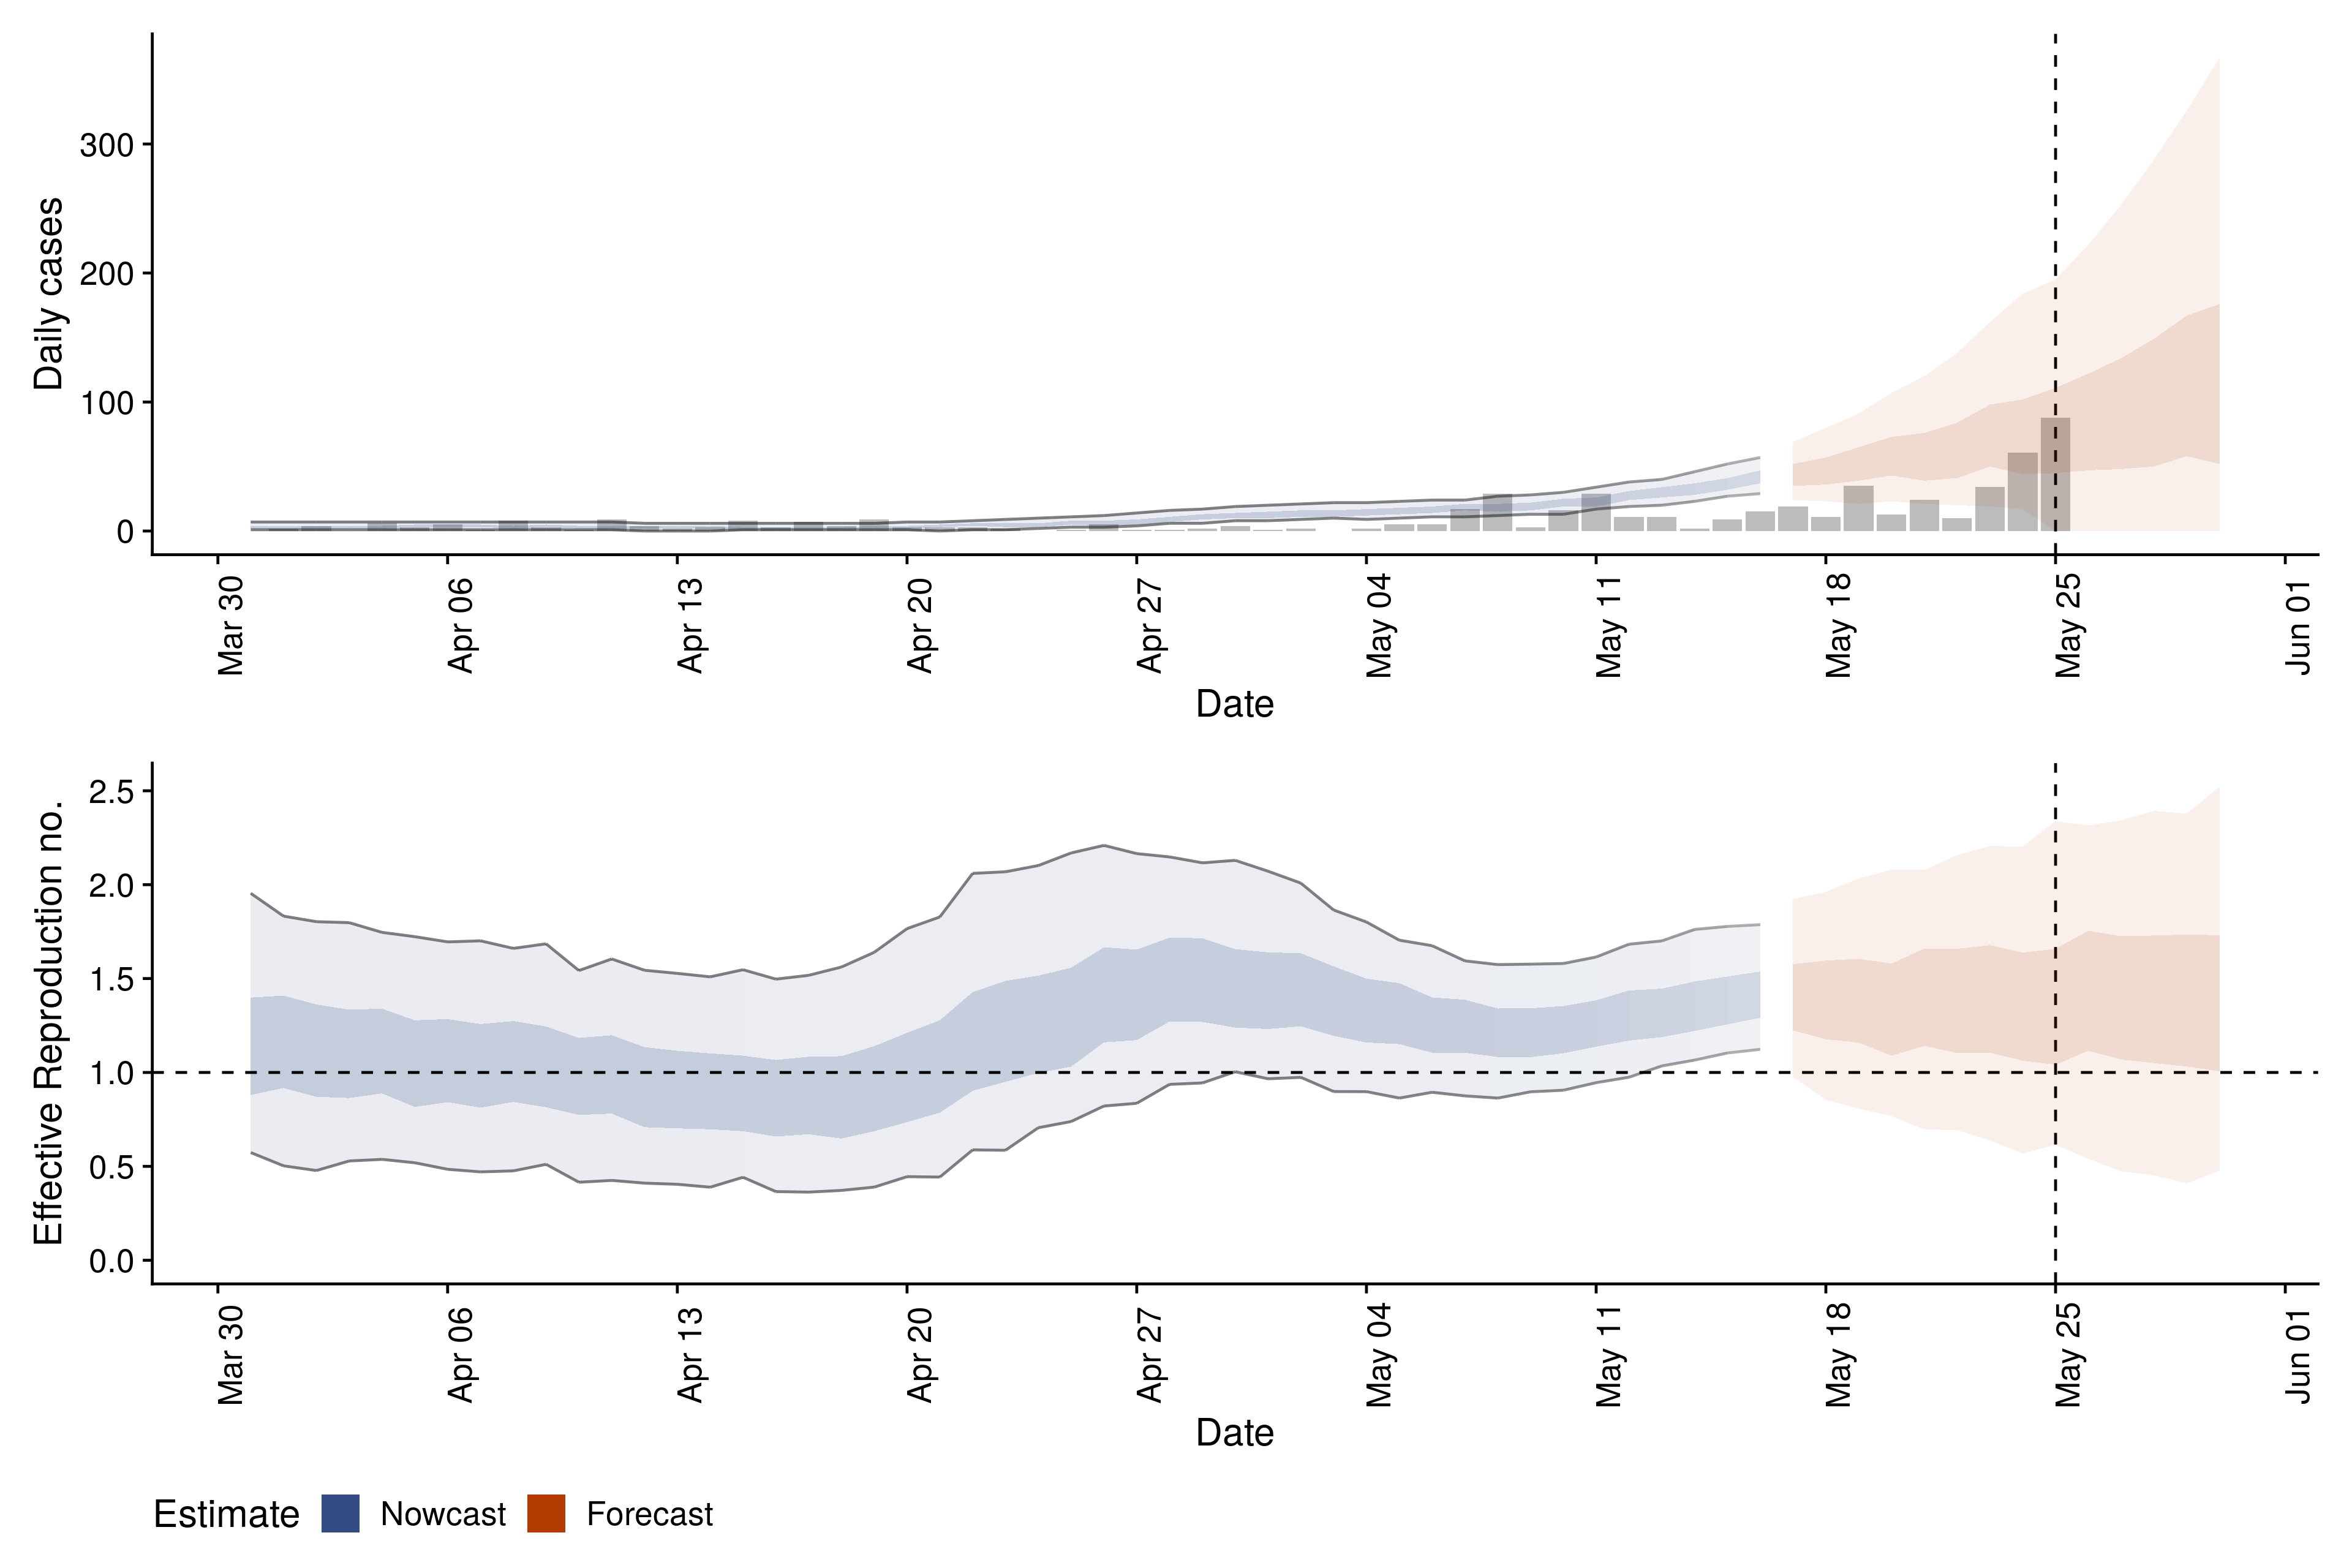 Daily cases
300
200
100
0
Mar 30
Apr 06
Apr 13
Apr 20
Apr 27
May 04
May 11
May 18
May 25
Jun 01
Date
Effective Reproduction no.
2.5
2.0
1.5
1.0
0.5
0.0
Mar 30
Apr 06
Apr 13
Apr 20
Apr 27
May 04
May 11
May 18
May 25
Jun 01
Date
Estimate Nowcast Forecast